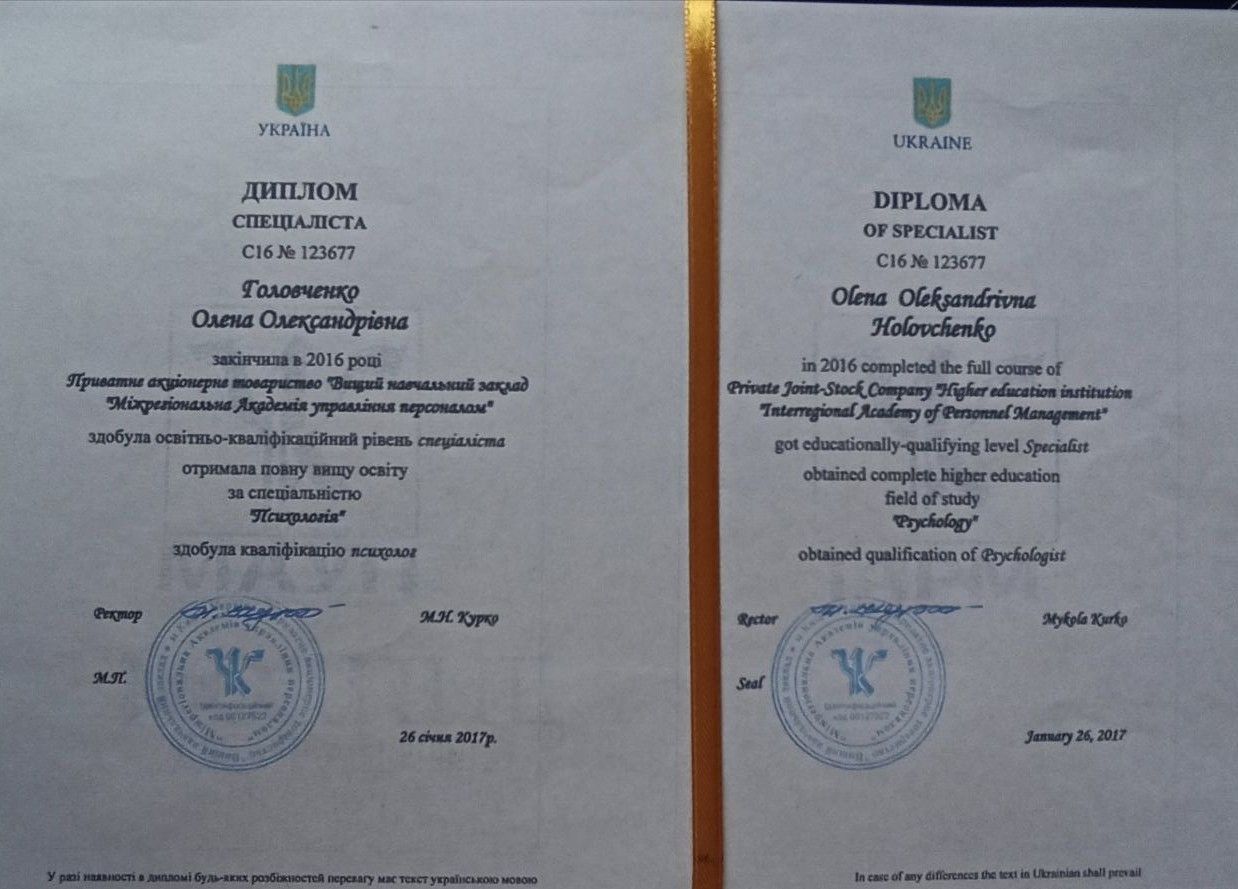 УКРАЇНА
ДИПЛОМ
СПЕЦІАЛІСТА
С16 № 123677
Головченко
Олена Олександрівна
закінчила в 2016 році
Приватне акціонерне товариство "Вищий навчальний заклад
"Міжрегіональна Академія управління персоналом"
здобула освітньо-кваліфікаційний рівень спеціаліста
отримала повну вищу освіту
за спеціальністю
"Психологія"
здобула кваліфікацію психолог
Ректор
М.Н. Курко
М.П.
26 січня 2017р.
У разі наявності в дипломі будь-яких розбіжностей перевагу має текст українською мовою
UKRAINE
DIPLOMA
OF SPECIALIST
C16 № 123677
Olena Oleksandrivna
Holovchenko
in 2016 completed the full course of
Private Joint-Stock Company "Higher education institution
"Interregional Academy of Personnel Management"
got educationally-qualifying level Specialist
obtained complete higher education
field of study
"Psychology"
obtained qualification of Psychologist
Rector
Mykola Kurko
Seal
January 26, 2017
In case of any differences the text in Ukrainian shall prevail